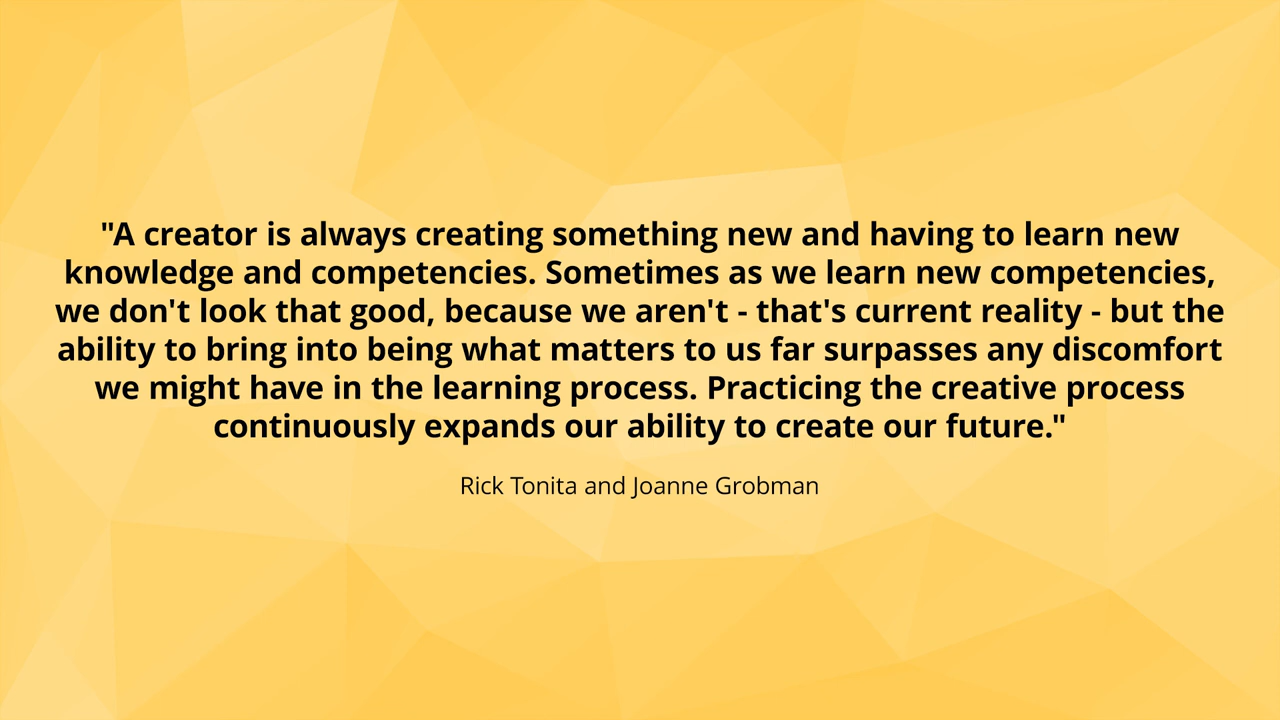 "A creator is always creating something new and having to learn new
knowledge and competencies. Sometimes as we learn new competencies,
we don't look that good, because we aren't - that's current reality - but the
ability to bring into being what matters to us far surpasses any discomfort
we might have in the learning process. Practicing the creative process
continuously expands our ability to create our future."
Rick Tonita and Joanne Grobman